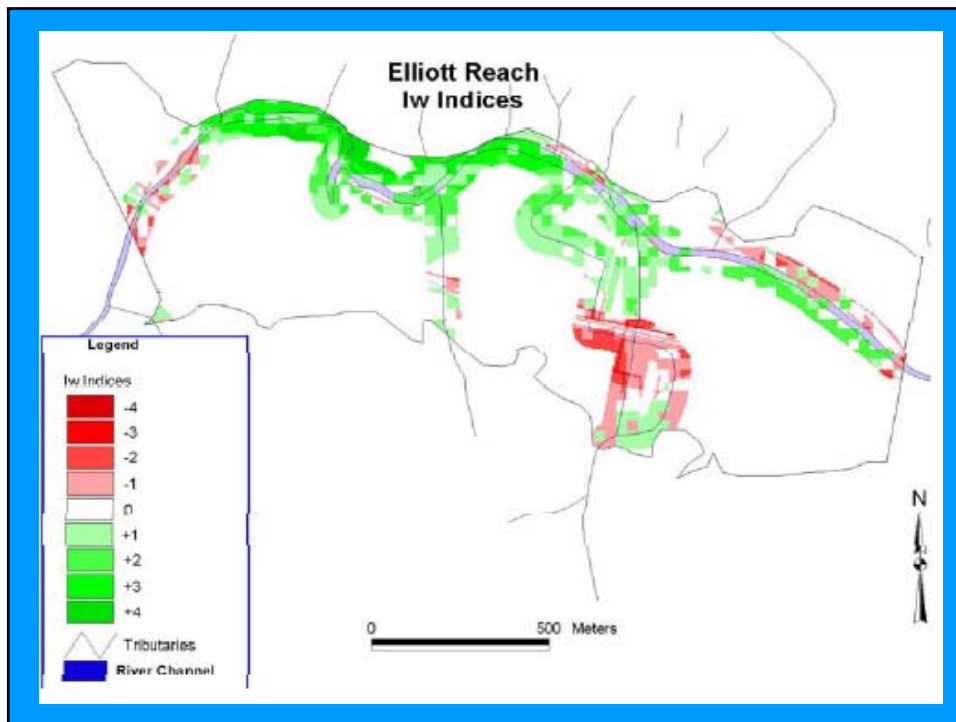 Elliott Reach
Iw Indices
Legend
Iw Indices
-4
-3
-2
-1
0
+1
+2
+3
+4
Tributaries
River Channel
N
0 500 Meters